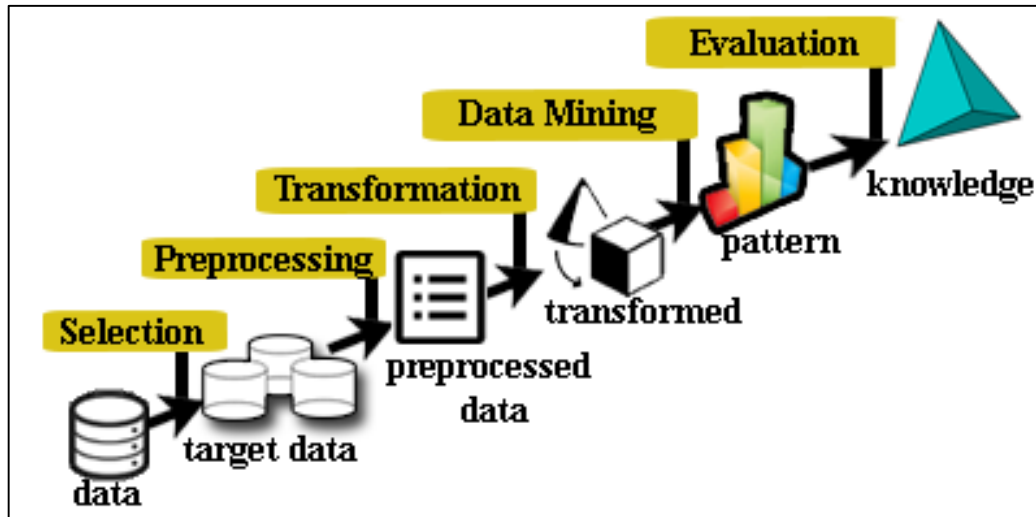 Evaluation
Data Mining
Transformation
Preprocessing
Selection
data
target data
preprocessed
data
transformed
pattern
knowledge